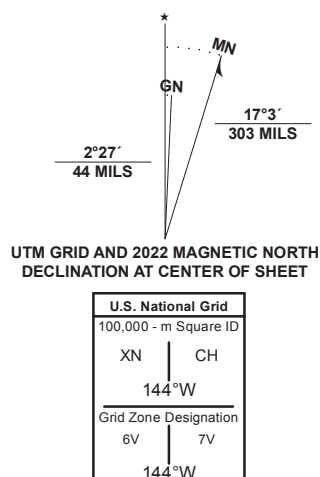 ★
MN
GN
17°3´
303 MILS
2°27´
44 MILS
UTM GRID AND 2022 MAGNETIC NORTH
DECLINATION AT CENTER OF SHEET
U.S. National Grid
100,000 - m Square ID
XN CH
144°W
Grid Zone Designation
6V 7V
144°W